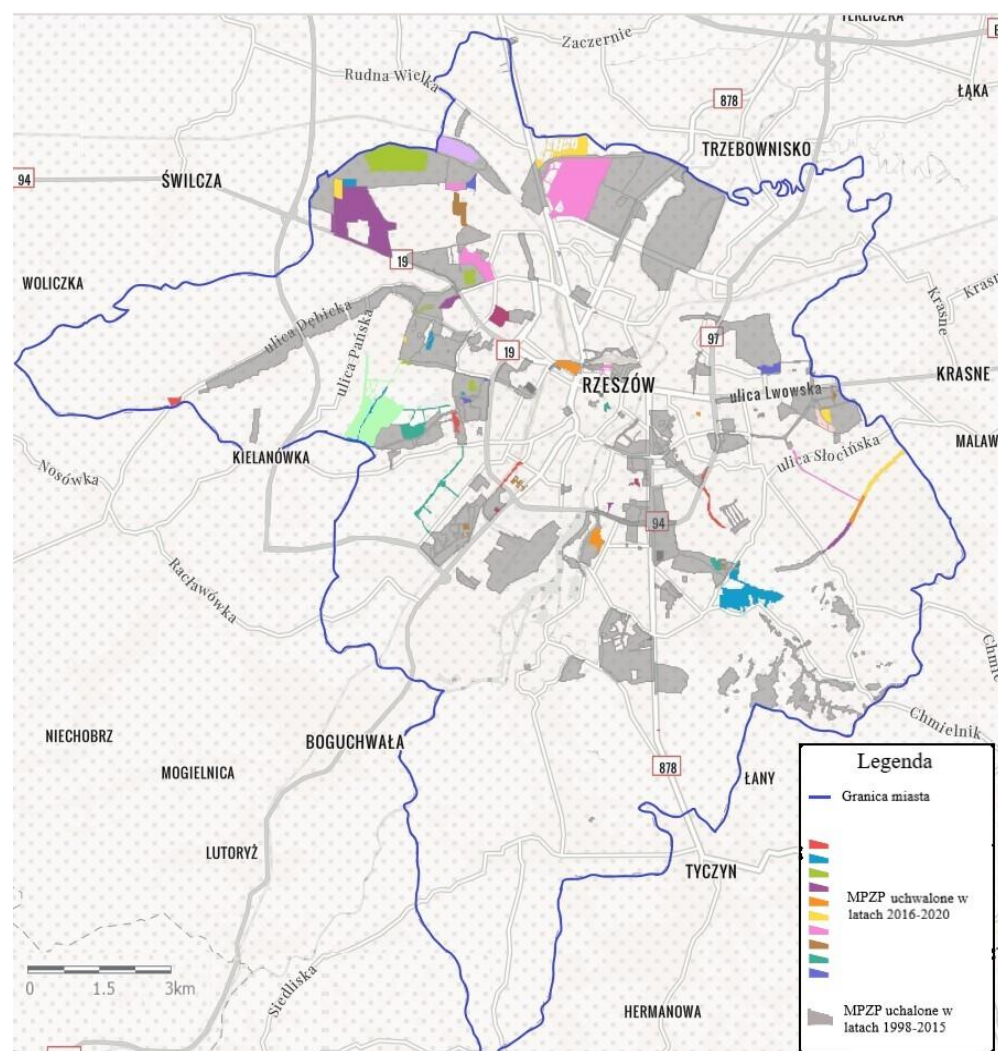 TERLICZKA
Zaczernie
Rudna Wielka
878
ŁĄKA
TRZEBOWNISKO
94
ŚWILCZA
19
WOLICZKA
ulica Dębicka
ulica Pańska
Krasne
Krasne
19
97
RZESZÓW
KRASNE
ulica Lwowska
MALAW
ulica Słocińska
KIELANÓWKA
Nosówka
94
Racławówka
Chmie
Chmielnik
NIECHOBRZ
BOGUCHWAŁA
MOGIELNICA
878
ŁANY
LUTORYŻ
TYCZYN
Siedliska
HERMANOWA
0 1.5 3km
Legenda
Granica miasta
MPZP uchwalone w
latach 2016-2020
MPZP uchalone w
latach 1998-2015